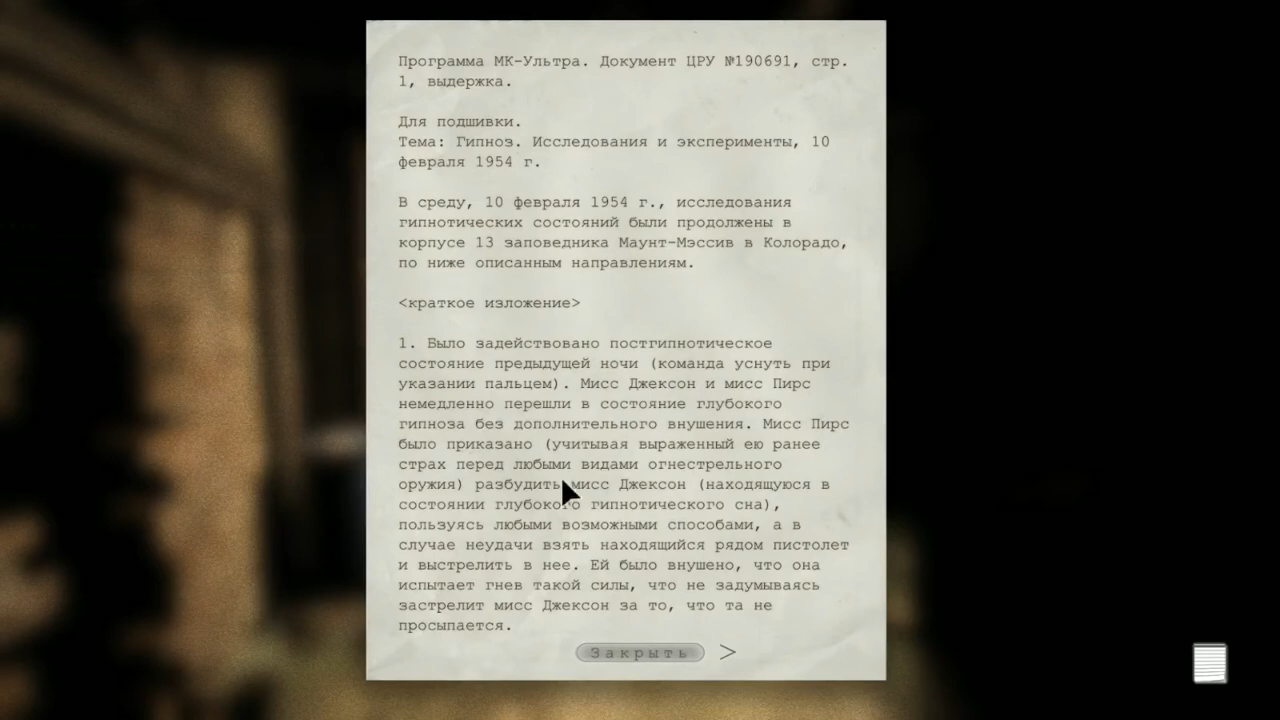 Программа МК-Ультра. Документ ЦРУ №190691, стр.
1, выдержка.
Для подшивки.
Тема: Гипноз. Исследования и эксперименты, 10
февраля 1954 г.
В среду, 10 февраля 1954 г., исследования
гипнотических состояний были продолжены в
корпусе 13 заповедника Маунт-Мэссив в Колорадо,
по ниже описанным направлениям.
<краткое изложение>
1. Было задействовано постгипнотическое
состояние предыдущей ночи (команда уснуть при
указании пальцем). Мисс Джексон и мисс Пирс
немедленно перешли в состояние глубокого
гипноза без дополнительного внушения. Мисс Пирс
было приказано (учитывая выраженный ею ранее
страх перед любыми видами огнестрельного
оружия) разбудить мисс Джексон (находящуюся в
состоянии глубокого гипнотического сна),
пользуясь любыми возможными способами, а в
случае неудачи взять находящийся рядом пистолет
и выстрелить в нее. Ей было внушено, что она
испытает гнев такой силы, что не задумываясь
застрелит мисс Джексон за то, что та не
просыпается.
Закрыть >